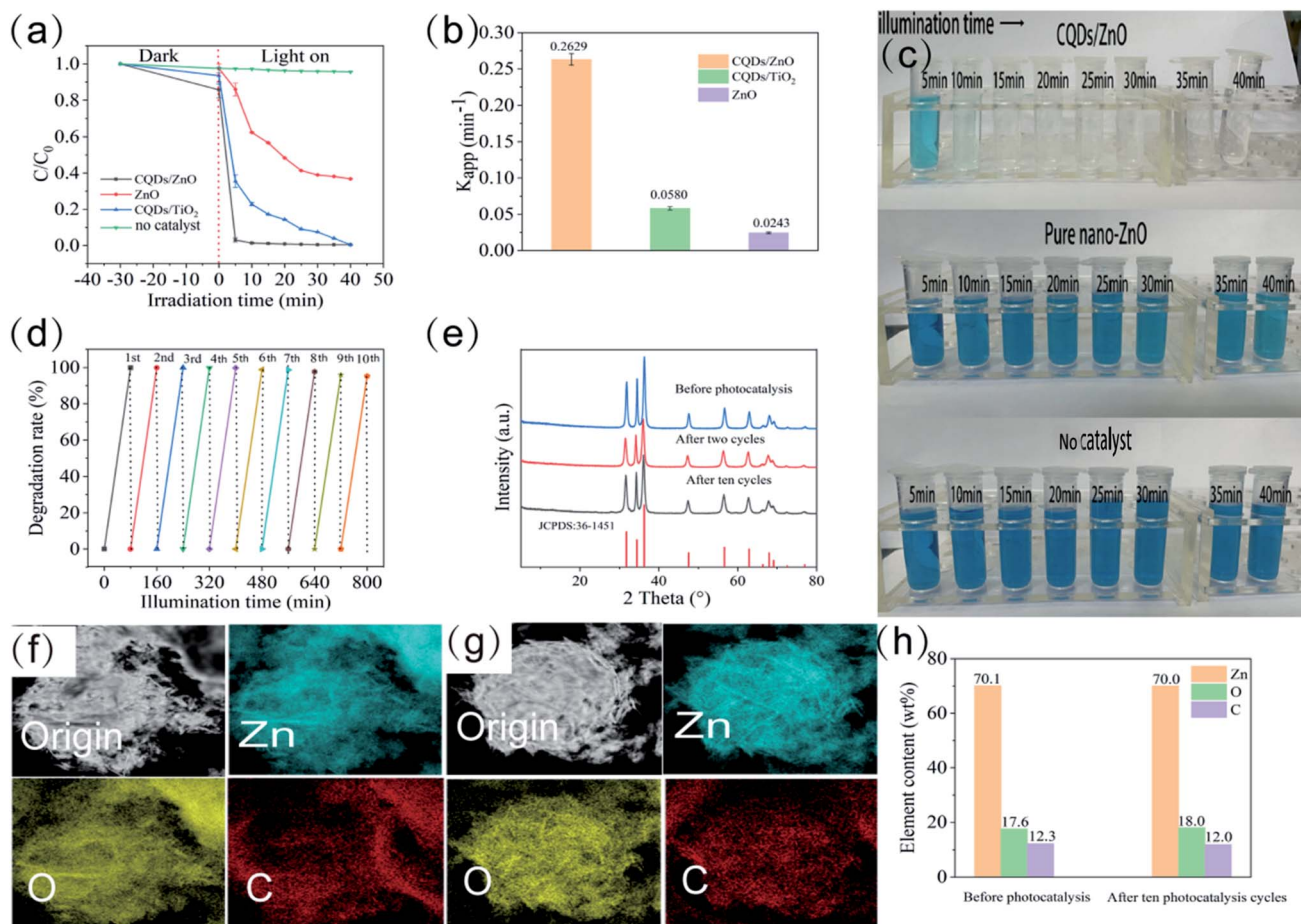 (a)
Dark
Light on
1.0
0.8
0.6
0.4
0.2
0.0
C/C0
CQDs/ZnO
ZnO
CQDs/TiO2
no catalyst
-40 -30 -20 -10 0 10 20 30 40 50
Irradiation time (min)
(b)
0.30
0.25
0.20
0.15
0.10
0.05
0.00
Kapp (min-1)
0.2629
0.0580
0.0243
CQDs/ZnO
CQDs/TiO2
ZnO
illumination time →
(c)
CQDs/ZnO
5min 10min 15min 20min 25min 30min 35min 40min
Pure nano-ZnO
5min 10min 15min 20min 25min 30min 35min 40min
No catalyst
5min 10min 15min 20min 25min 30min 35min 40min
(d)
1st 2nd 3rd 4th 5th 6th 7th 8th 9th 10th
100
80
60
40
20
0
Degradation rate (%)
0 160 320 480 640 800
Illumination time (min)
(e)
Before photocatalysis
After two cycles
After ten cycles
JCPDS:36-1451
Intensity (a.u.)
20 40 60 80
2 Theta (°)
(f)
Origin
Zn
O
C
(g)
Origin
Zn
O
C
(h)
80
60
40
20
0
Element content (wt%)
70.1
17.6
12.3
70.0
18.0
12.0
Zn
O
C
Before photocatalysis
After ten photocatalysis cycles